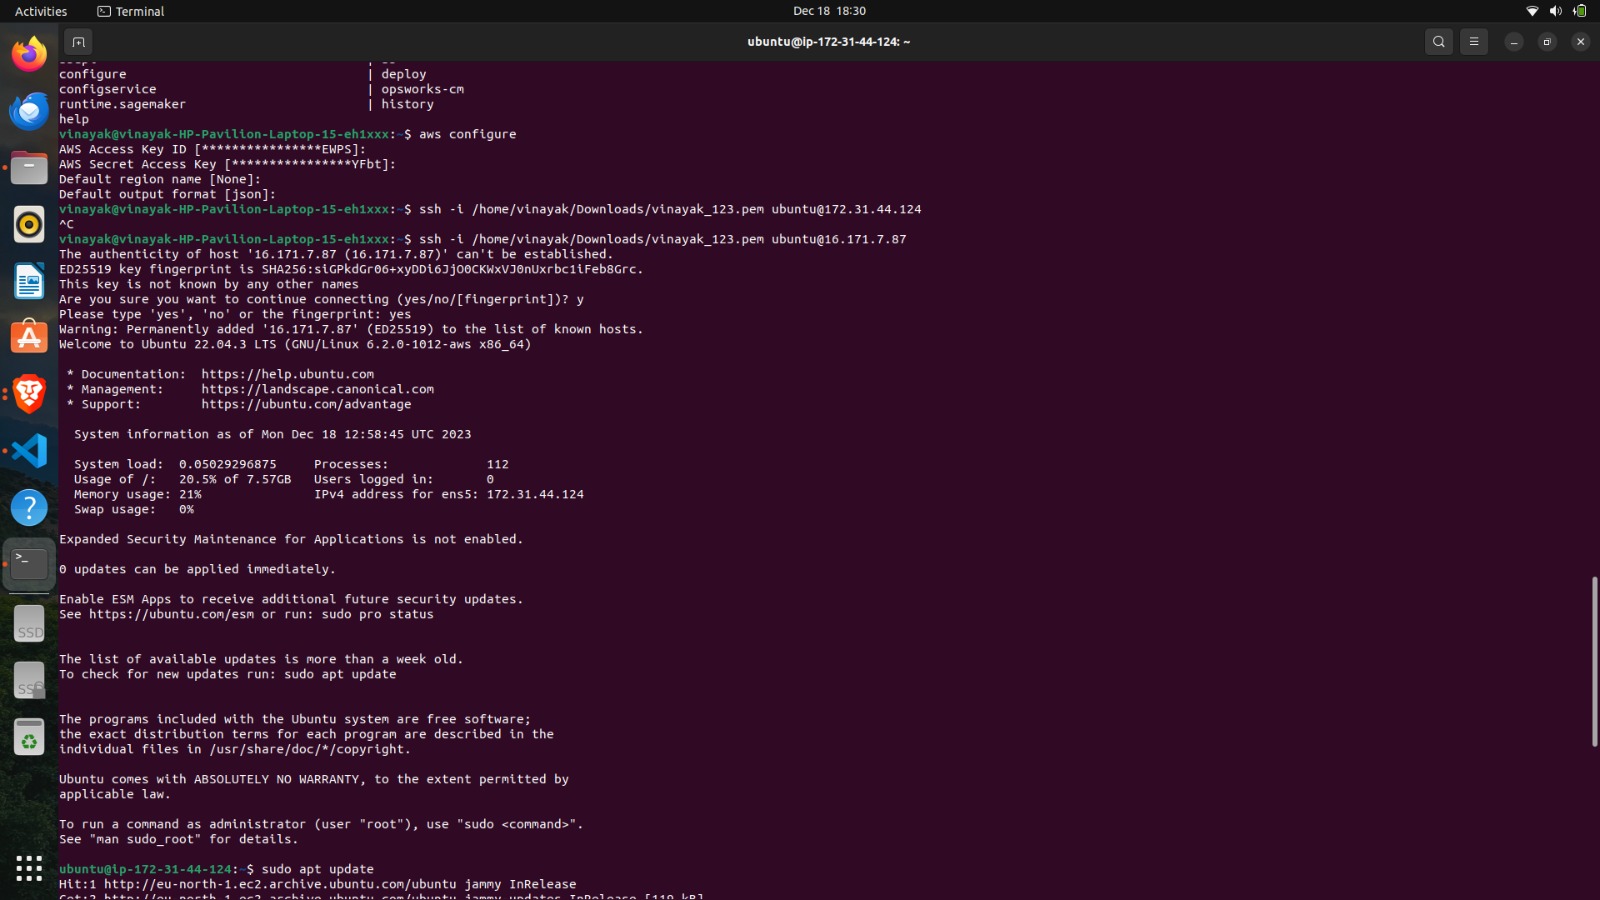 Activities Terminal Dec 18 18:30
ubuntu@ip-172-31-44-124: ~
configure | deploy
configservice | opsworks-cm
runtime.sagemaker | history
help
vinayak@vinayak-HP-Pavilion-Laptop-15-eh1xxx:~$ aws configure
AWS Access Key ID [****************EWPS]:
AWS Secret Access Key [****************YFbt]:
Default region name [None]:
Default output format [json]:
vinayak@vinayak-HP-Pavilion-Laptop-15-eh1xxx:~$ ssh -i /home/vinayak/Downloads/vinayak_123.pem ubuntu@172.31.44.124
^C
vinayak@vinayak-HP-Pavilion-Laptop-15-eh1xxx:~$ ssh -i /home/vinayak/Downloads/vinayak_123.pem ubuntu@16.171.7.87
The authenticity of host '16.171.7.87 (16.171.7.87)' can't be established.
ED25519 key fingerprint is SHA256:siGPkdGr06+xyDDi6JjO0CKWxVJ0nUxrbc1iFeb8Grc.
This key is not known by any other names
Are you sure you want to continue connecting (yes/no/[fingerprint])? y
Please type 'yes', 'no' or the fingerprint: yes
Warning: Permanently added '16.171.7.87' (ED25519) to the list of known hosts.
Welcome to Ubuntu 22.04.3 LTS (GNU/Linux 6.2.0-1012-aws x86_64)
* Documentation: https://help.ubuntu.com
* Management: https://landscape.canonical.com
* Support: https://ubuntu.com/advantage
System information as of Mon Dec 18 12:58:45 UTC 2023
System load: 0.05029296875 Processes: 112
Usage of /: 20.5% of 7.57GB Users logged in: 0
Memory usage: 21% IPv4 address for ens5: 172.31.44.124
Swap usage: 0%
Expanded Security Maintenance for Applications is not enabled.
0 updates can be applied immediately.
Enable ESM Apps to receive additional future security updates.
See https://ubuntu.com/esm or run: sudo pro status
The list of available updates is more than a week old.
To check for new updates run: sudo apt update
The programs included with the Ubuntu system are free software;
the exact distribution terms for each program are described in the
individual files in /usr/share/doc/*/copyright.
Ubuntu comes with ABSOLUTELY NO WARRANTY, to the extent permitted by
applicable law.
To run a command as administrator (user "root"), use "sudo <command>".
See "man sudo_root" for details.
ubuntu@ip-172-31-44-124:~$ sudo apt update
Hit:1 http://eu-north-1.ec2.archive.ubuntu.com/ubuntu jammy InRelease
Get:2 http://eu-north-1.ec2.archive.ubuntu.com/ubuntu jammy-updates InRelease [119 kB]
SSD